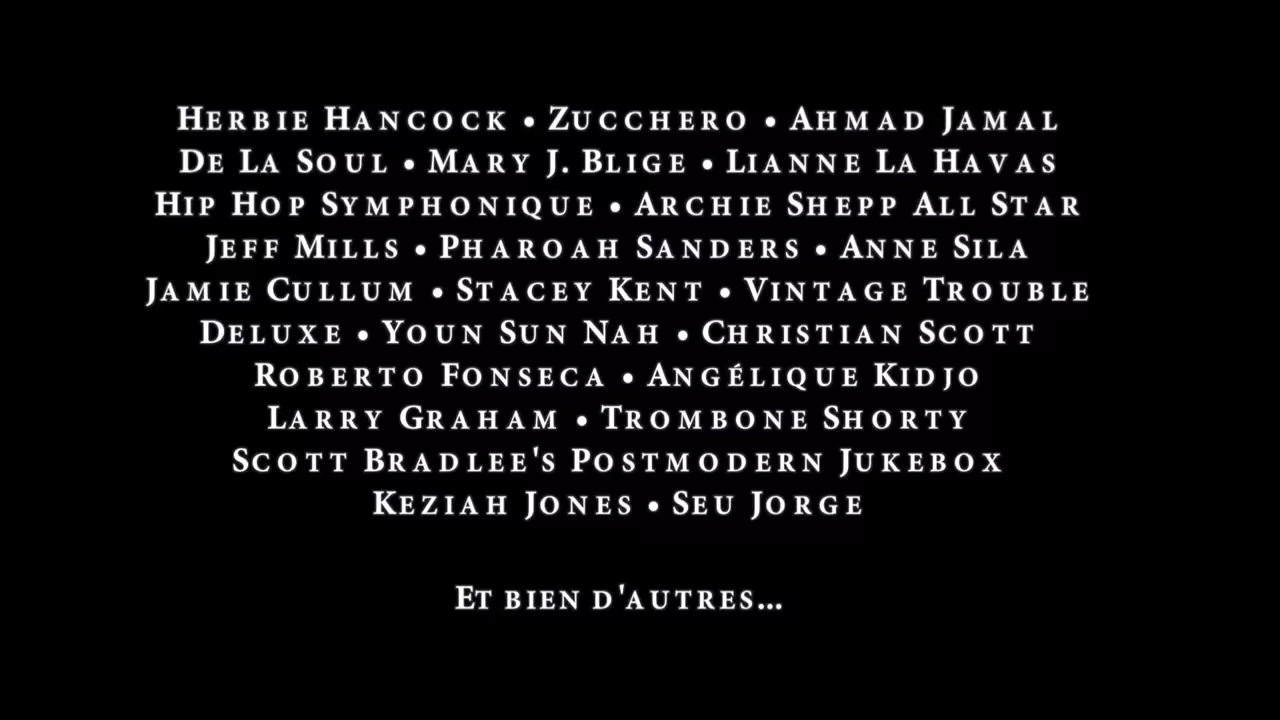 Herbie Hancock • Zucchero • Ahmad Jamal
De La Soul • Mary J. Blige • Lianne La Havas
Hip Hop Symphonique • Archie Shepp All Star
Jeff Mills • Pharoah Sanders • Anne Sila
Jamie Cullum • Stacey Kent • Vintage Trouble
Deluxe • Youn Sun Nah • Christian Scott
Roberto Fonseca • Angélique Kidjo
Larry Graham • Trombone Shorty
Scott Bradlee's Postmodern Jukebox
Keziah Jones • Seu Jorge
Et bien d'autres...